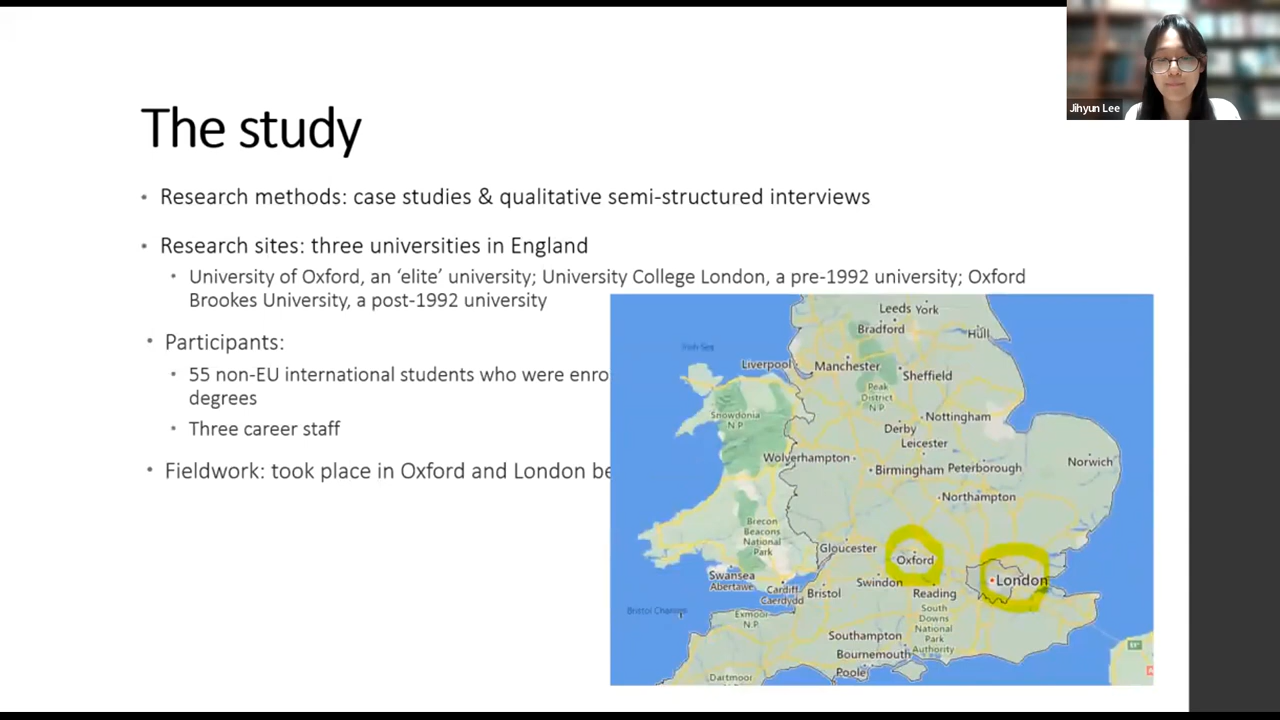 Jihyun Lee
The study
• Research methods: case studies & qualitative semi-structured interviews
• Research sites: three universities in England
• University of Oxford, an ‘elite’ university; University College London, a pre-1992 university; Oxford
Brookes University, a post-1992 university
• Participants:
• 55 non-EU international students who were enro
degrees
• Three career staff
• Fieldwork: took place in Oxford and London be
Leeds York
Bradford
Hull
Irish Sea
Liverpool
Manchester
Sheffield
Peak
District
N.P.
Snowdonia
N.P.
Nottingham
Derby
Leicester
Wolverhampton
Birmingham Peterborough
Norwich
Northampton
Brecon
Beacons
National
Park
Gloucester
Oxford
London
Swansea
Abertawe
Cardiff
Caerdydd
Bristol
Swindon
Reading
Bristol Channel
Exmoor
N.P.
South
Downs
National
Park
Authority
Southampton
Bournemouth
Poole
Dartmoor